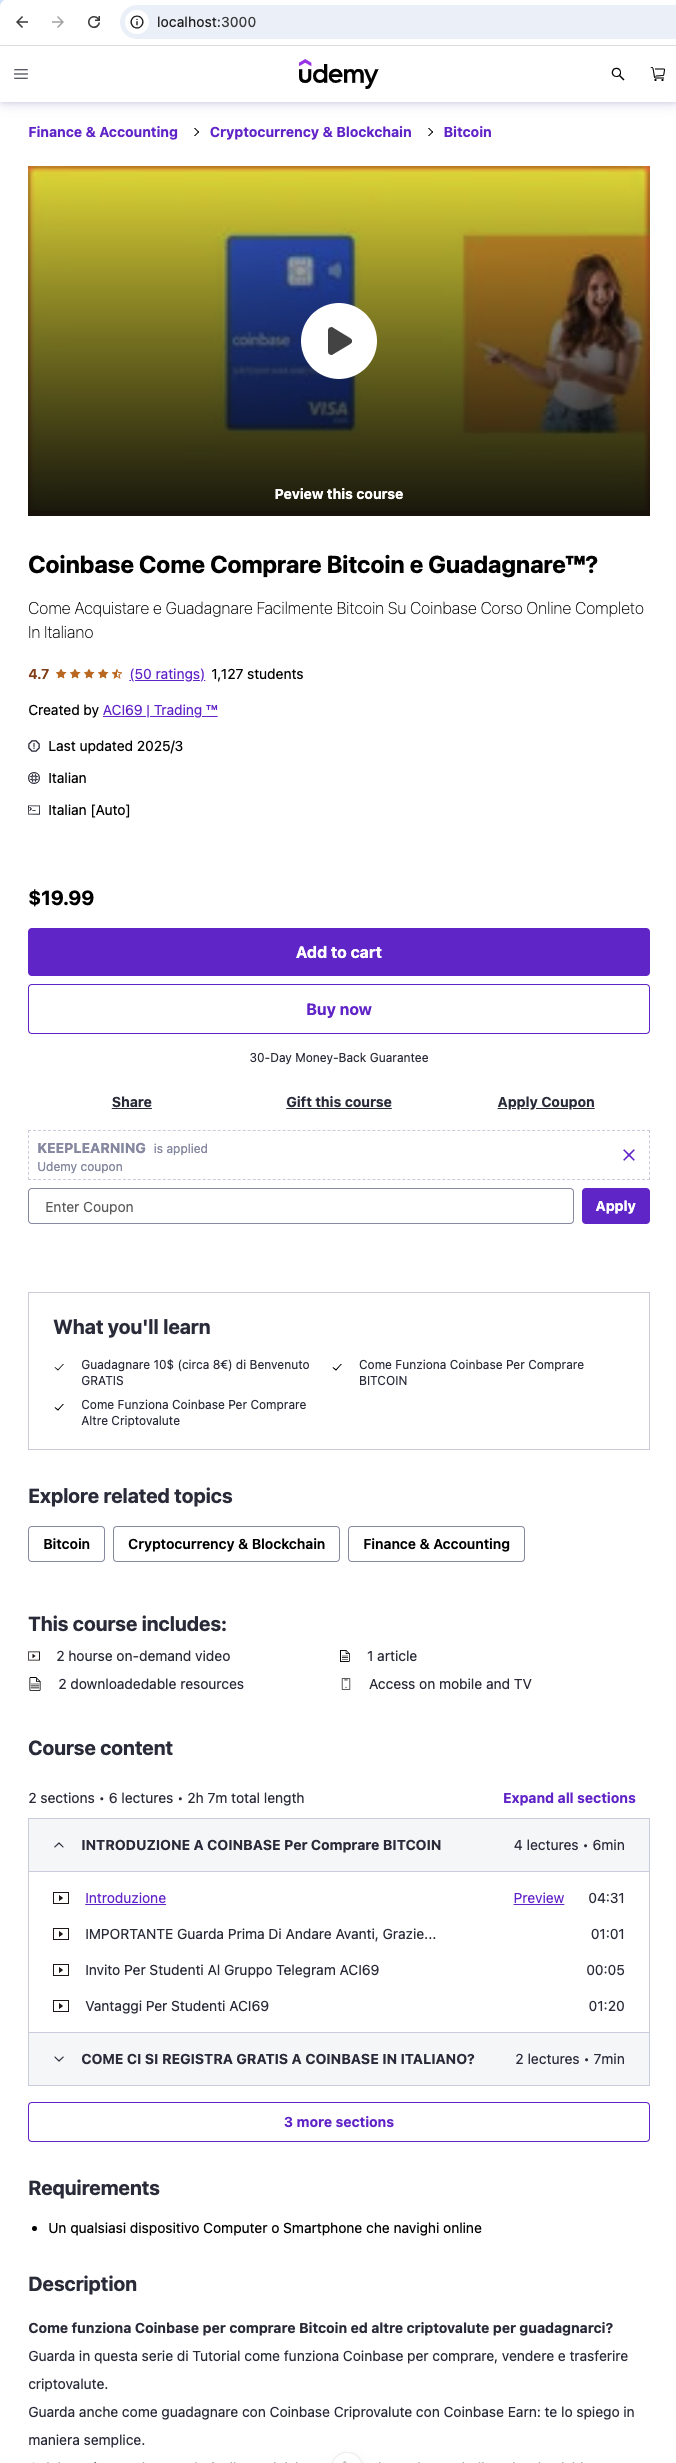 localhost:3000
udemy
Finance & Accounting > Cryptocurrency & Blockchain > Bitcoin
coinbase
VISA
Peview this course
Coinbase Come Comprare Bitcoin e Guadagnare™?
Come Acquistare e Guadagnare Facilmente Bitcoin Su Coinbase Corso Online Completo
In Italiano
4.7 (50 ratings) 1,127 students
Created by ACI69 | Trading ™
Last updated 2025/3
Italian
Italian [Auto]
$19.99
Add to cart
Buy now
30-Day Money-Back Guarantee
Share Gift this course Apply Coupon
KEEPLEARNING is applied
Udemy coupon
Enter Coupon Apply
What you'll learn
Guadagnare 10$ (circa 8€) di Benvenuto
GRATIS
Come Funziona Coinbase Per Comprare
BITCOIN
Come Funziona Coinbase Per Comprare
Altre Criptovalute
Explore related topics
Bitcoin Cryptocurrency & Blockchain Finance & Accounting
This course includes:
2 hourse on-demand video 1 article
2 downloadedable resources Access on mobile and TV
Course content
2 sections • 6 lectures • 2h 7m total length Expand all sections
INTRODUZIONE A COINBASE Per Comprare BITCOIN 4 lectures • 6min
Introduzione Preview 04:31
IMPORTANTE Guarda Prima Di Andare Avanti, Grazie... 01:01
Invito Per Studenti Al Gruppo Telegram ACI69 00:05
Vantaggi Per Studenti ACI69 01:20
COME CI SI REGISTRA GRATIS A COINBASE IN ITALIANO? 2 lectures • 7min
3 more sections
Requirements
• Un qualsiasi dispositivo Computer o Smartphone che navighi online
Description
Come funziona Coinbase per comprare Bitcoin ed altre criptovalute per guadagnarci?
Guarda in questa serie di Tutorial come funziona Coinbase per comprare, vendere e trasferire
criptovalute.
Guarda anche come guadagnare con Coinbase Criprovalute con Coinbase Earn: te lo spiego in
maniera semplice.